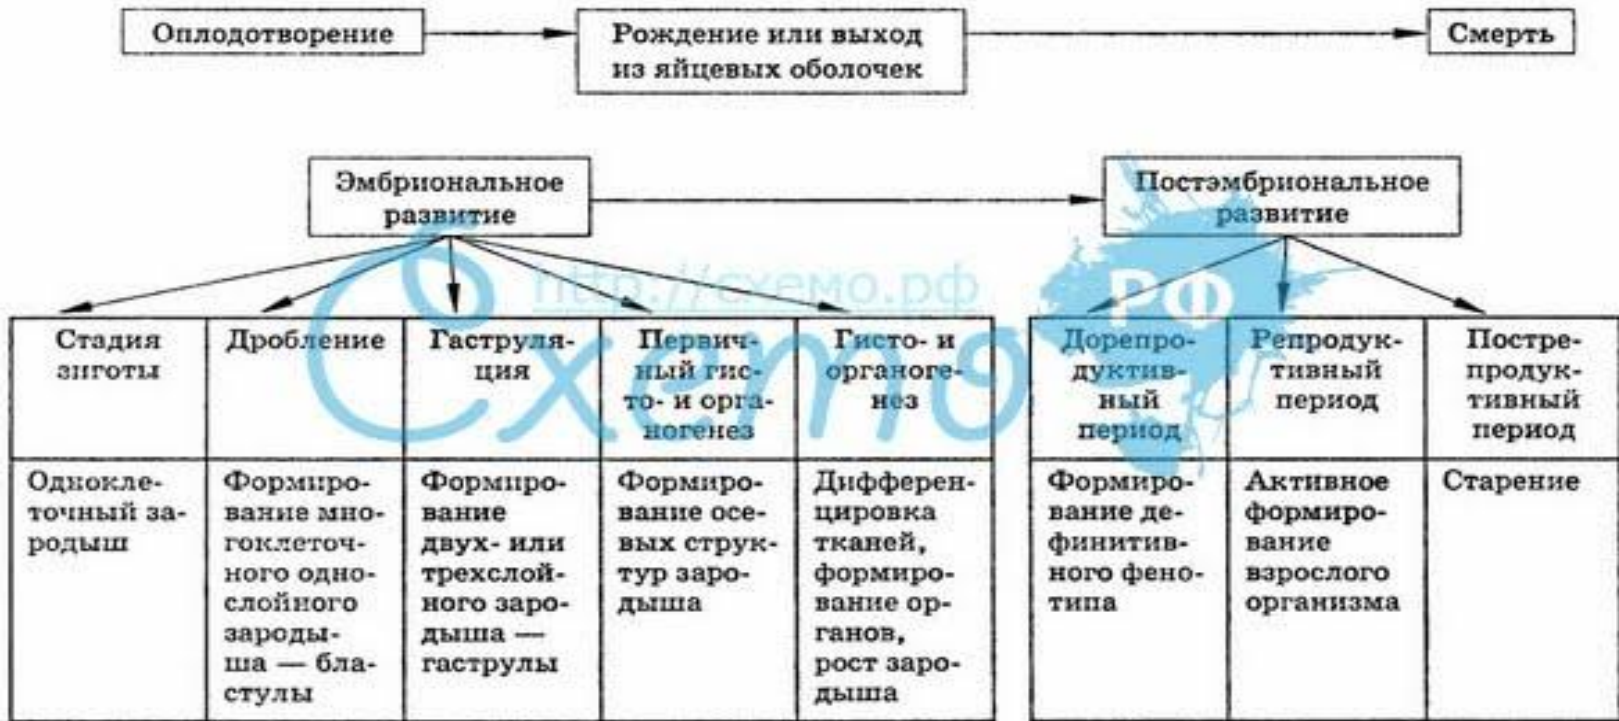 Оплодотворение
Рождение или выход
из яйцевых оболочек
Смерть
Эмбриональное
развитие
Постэмбриональное
развитие
http://схемо.рф
Схемо
РФ
Стадия
зиготы
Дробление
Гаструля-
ция
Первич-
ный гис-
то- и орга-
ногенез
Гисто- и
органоге-
нез
Дорепро-
дуктив-
ный
период
Репродук-
тивный
период
Постре-
продук-
тивный
период
Однокле-
точный за-
родыш
Формиро-
вание мно-
гоклеточ-
ного одно-
слойного
зароды-
ша — бла-
стулы
Формиро-
вание
двух- или
трехслой-
ного заро-
дыша —
гаструлы
Формиро-
вание осе-
вых струк-
тур заро-
дыша
Дифферен-
цировка
тканей,
формиро-
вание ор-
ганов,
рост заро-
дыша
Формиро-
вание де-
финитив-
ного фено-
типа
Активное
формиро-
вание
взрослого
организма
Старение